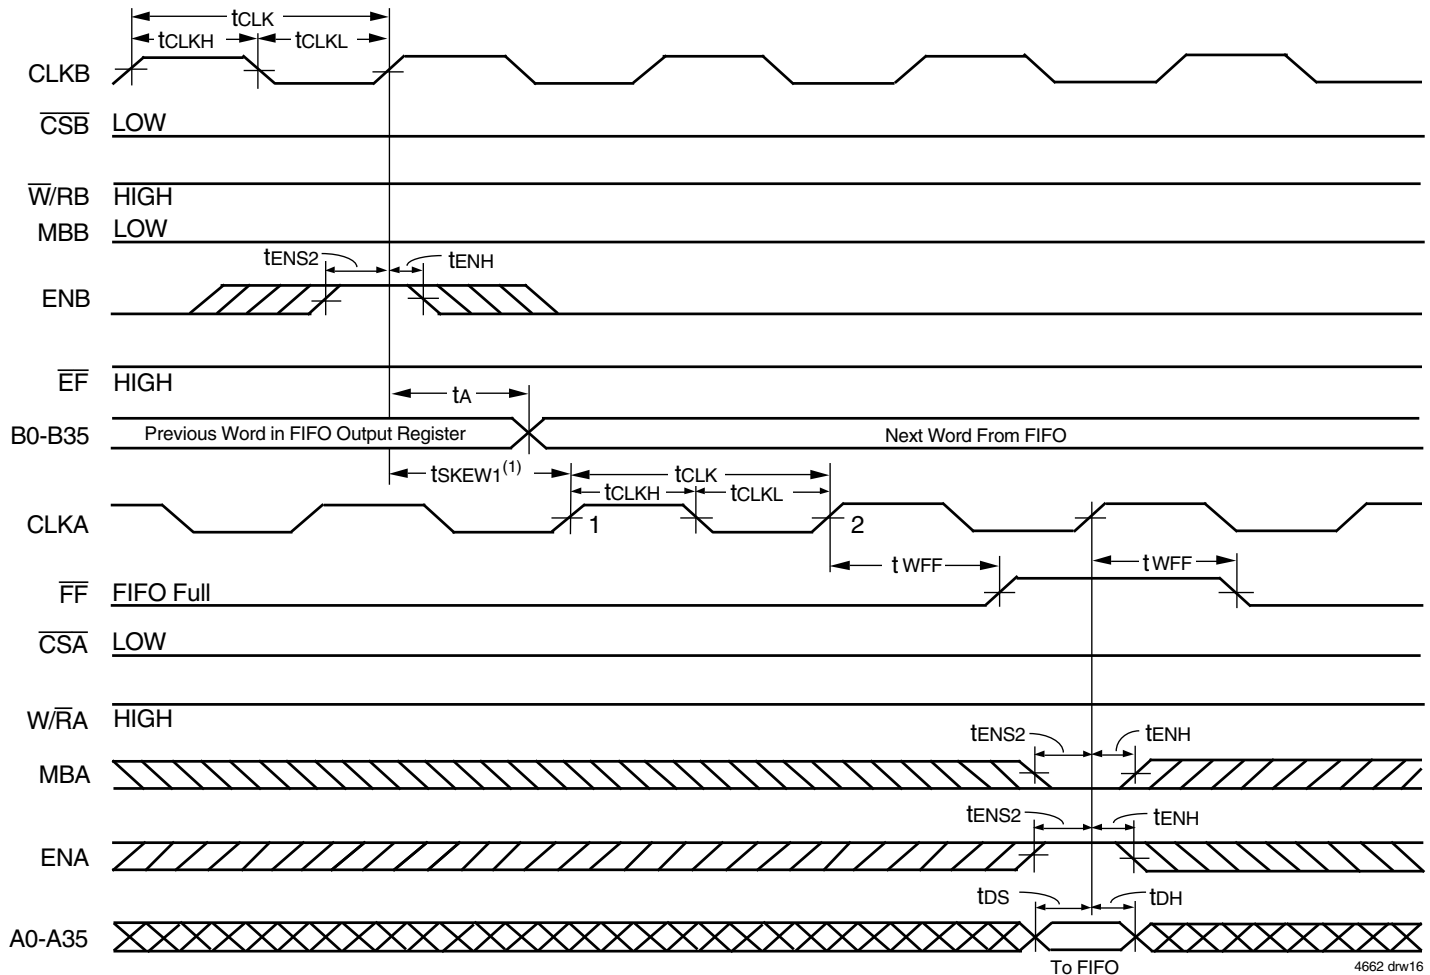 tCLK
tCLKH tCLKL
CLKB
CSB LOW
W/RB HIGH
MBB LOW
tENS2 tENH
ENB
EF HIGH
tA
B0-B35 Previous Word in FIFO Output Register Next Word From FIFO
tSKEW1(1) tCLK
tCLKH tCLKL
CLKA 1 2
tWFF tWFF
FF FIFO Full
CSA LOW
W/RA HIGH
tENS2 tENH
MBA
tENS2 tENH
ENA
tDS tDH
A0-A35
To FIFO
4662 drw16